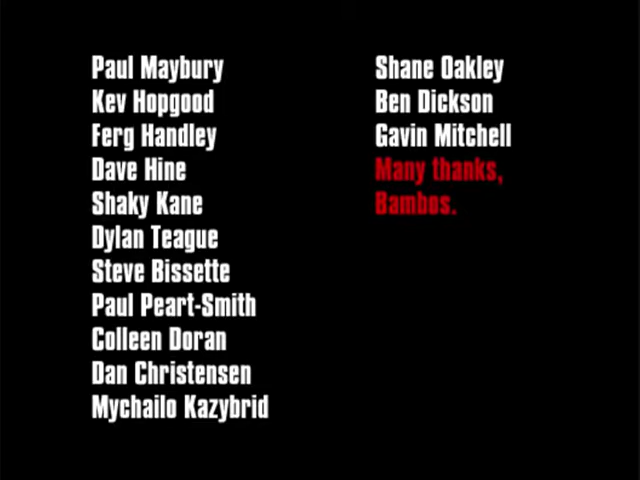 Paul Maybury
Kev Hopgood
Ferg Handley
Dave Hine
Shaky Kane
Dylan Teague
Steve Bissette
Paul Peart-Smith
Colleen Doran
Dan Christensen
Mychailo Kazybrid
Shane Oakley
Ben Dickson
Gavin Mitchell
Many thanks,
Bambos.